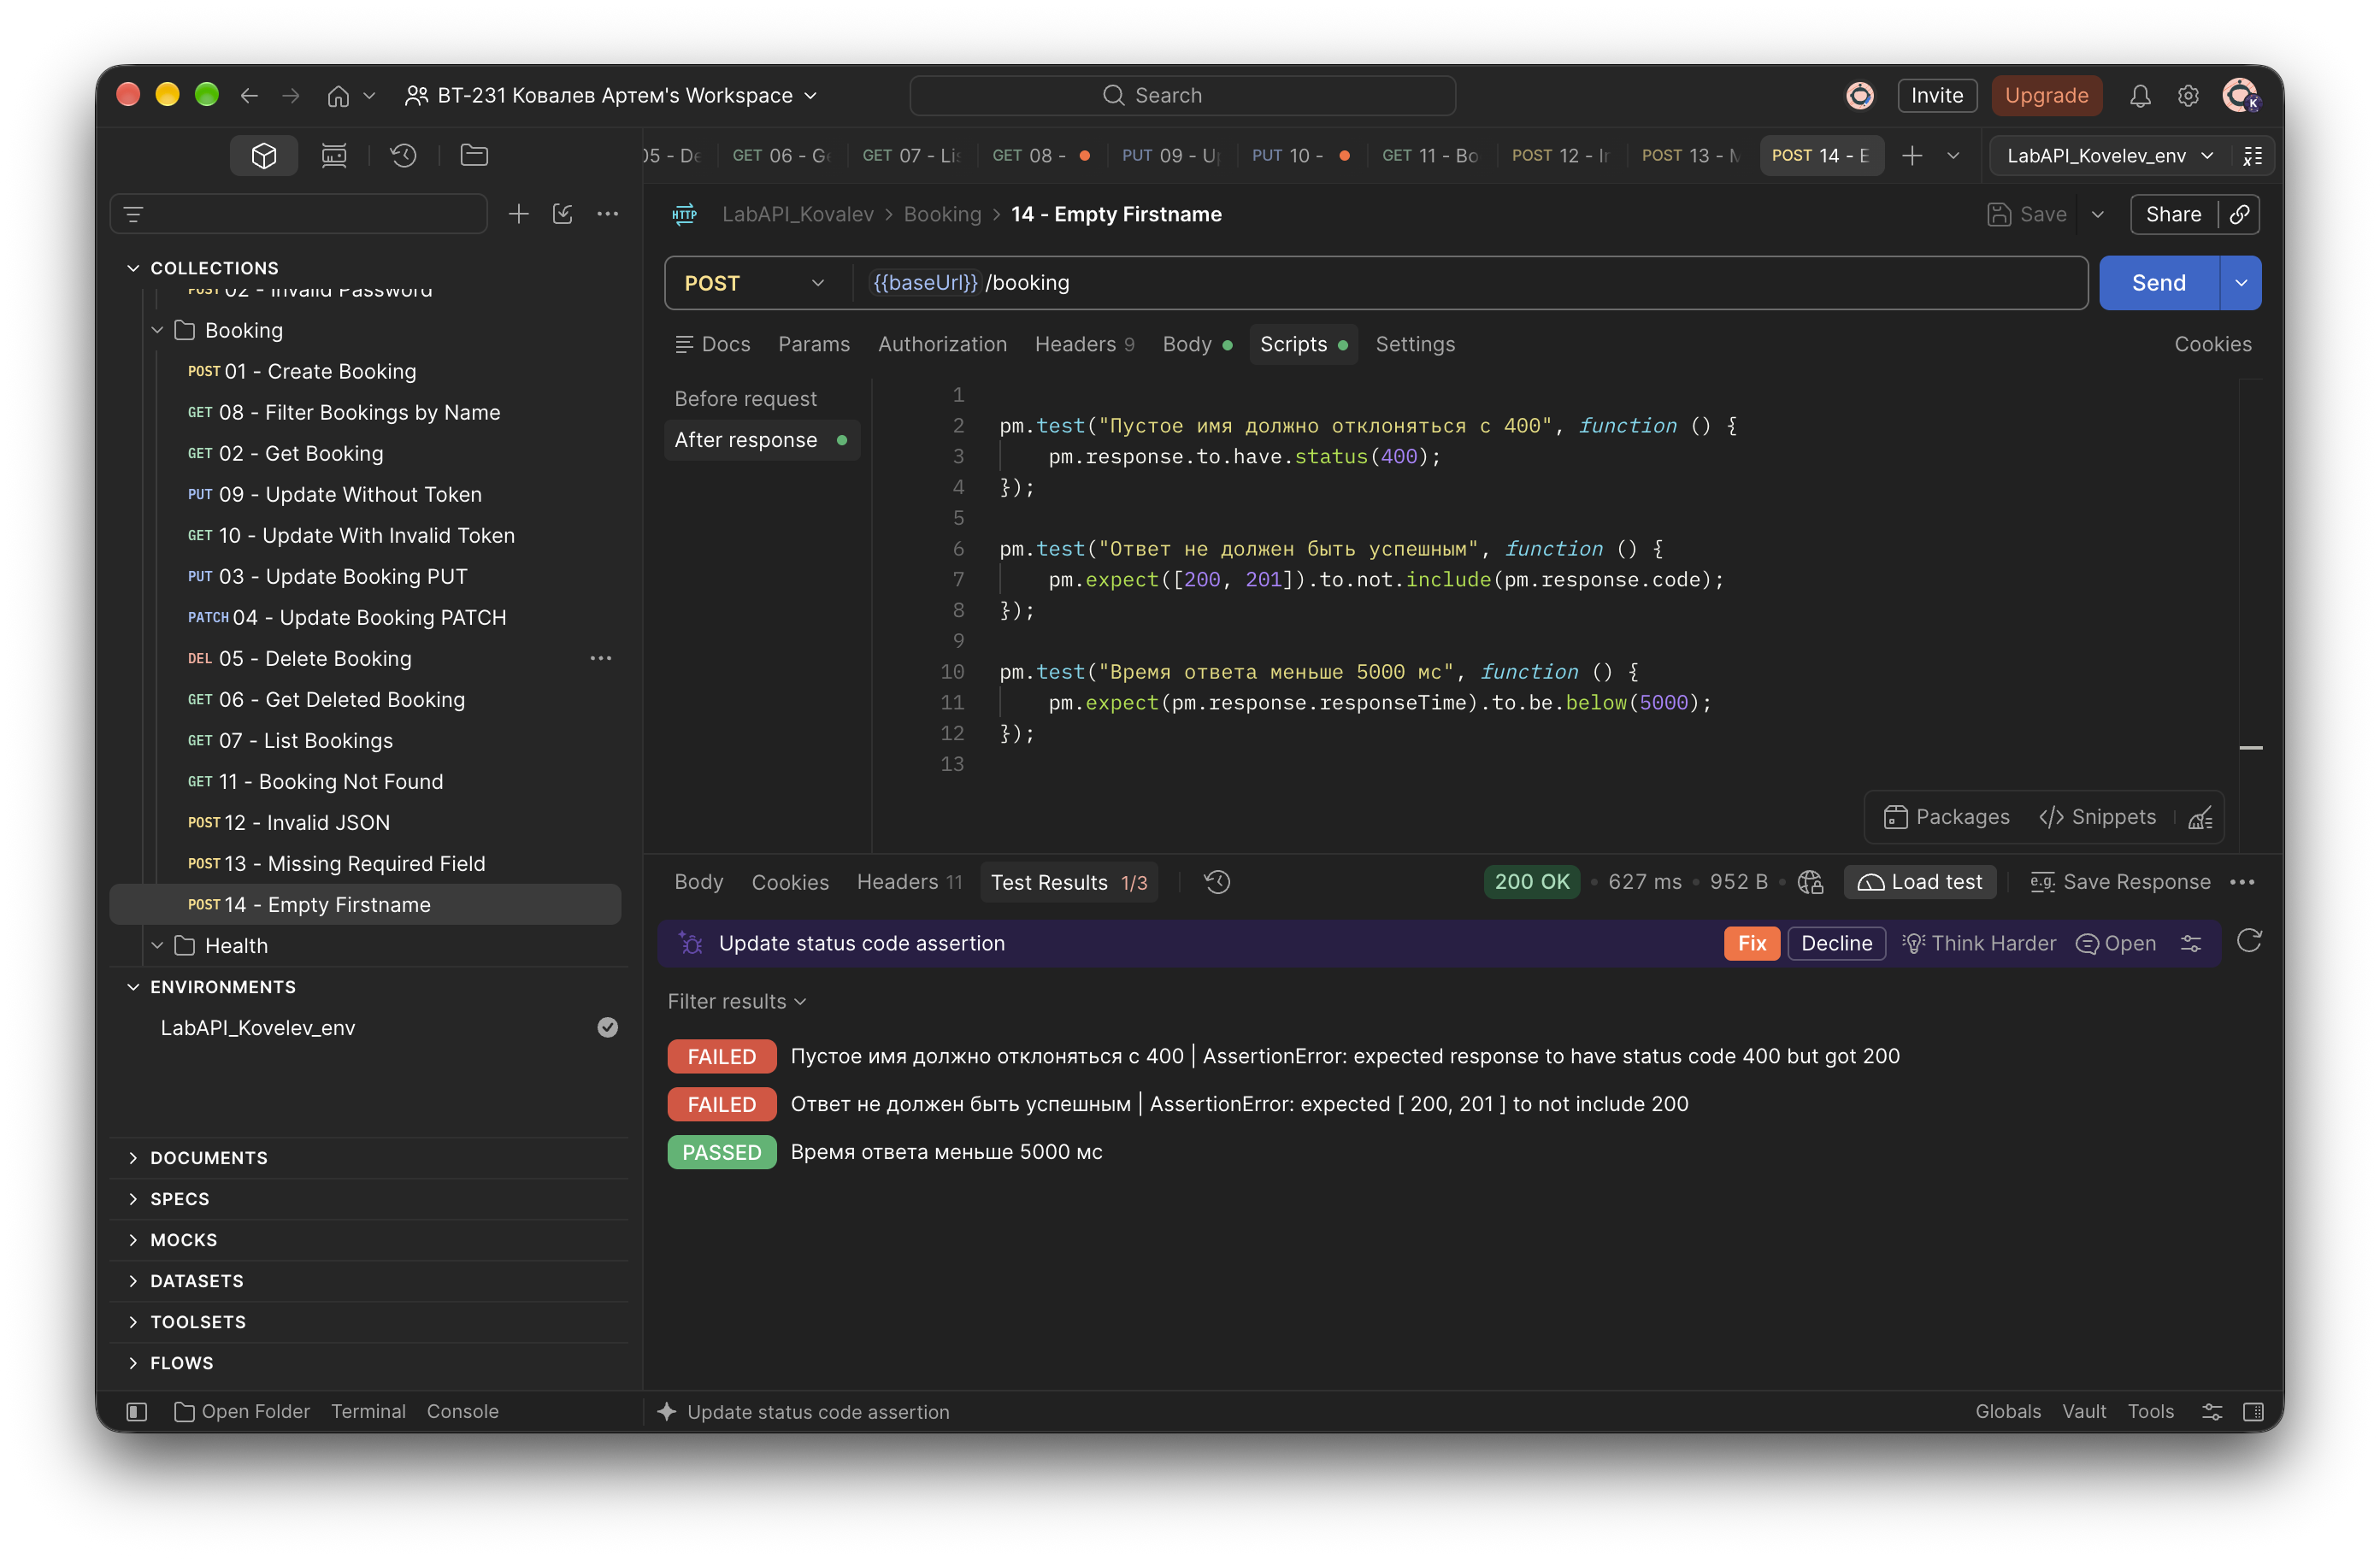 ВТ-231 Ковалев Артем's Workspace
Search
Invite
Upgrade
K
GET 06 - Ge
GET 07 - Lis
GET 08 -
PUT 09 - Up
PUT 10 -
GET 11 - Bo
POST 12 - In
POST 13 - M
POST 14 - E
LabAPI_Kovelev_env
HTTP LabAPI_Kovalev > Booking > 14 - Empty Firstname
Save
Share
COLLECTIONS
POST 02 - Invalid Password
Booking
POST 01 - Create Booking
GET 08 - Filter Bookings by Name
GET 02 - Get Booking
PUT 09 - Update Without Token
GET 10 - Update With Invalid Token
PUT 03 - Update Booking PUT
PATCH 04 - Update Booking PATCH
DEL 05 - Delete Booking
GET 06 - Get Deleted Booking
GET 07 - List Bookings
GET 11 - Booking Not Found
POST 12 - Invalid JSON
POST 13 - Missing Required Field
POST 14 - Empty Firstname
Health
ENVIRONMENTS
LabAPI_Kovelev_env
DOCUMENTS
SPECS
MOCKS
DATASETS
TOOLSETS
FLOWS
POST {{baseUrl}}/booking
Send
Docs Params Authorization Headers 9 Body Scripts Settings
Cookies
Before request
After response
1
2 pm.test("Пустое имя должно отклоняться с 400", function () {
3 pm.response.to.have.status(400);
4 });
5
6 pm.test("Ответ не должен быть успешным", function () {
7 pm.expect([200, 201]).to.not.include(pm.response.code);
8 });
9
10 pm.test("Время ответа меньше 5000 мс", function () {
11 pm.expect(pm.response.responseTime).to.be.below(5000);
12 });
13
Packages
Snippets
Body Cookies Headers 11 Test Results 1/3
200 OK • 627 ms • 952 B •
Load test
e.g. Save Response
Update status code assertion
Fix
Decline
Think Harder
Open
Filter results
FAILED Пустое имя должно отклоняться с 400 | AssertionError: expected response to have status code 400 but got 200
FAILED Ответ не должен быть успешным | AssertionError: expected [ 200, 201 ] to not include 200
PASSED Время ответа меньше 5000 мс
Open Folder Terminal Console
Update status code assertion
Globals Vault Tools